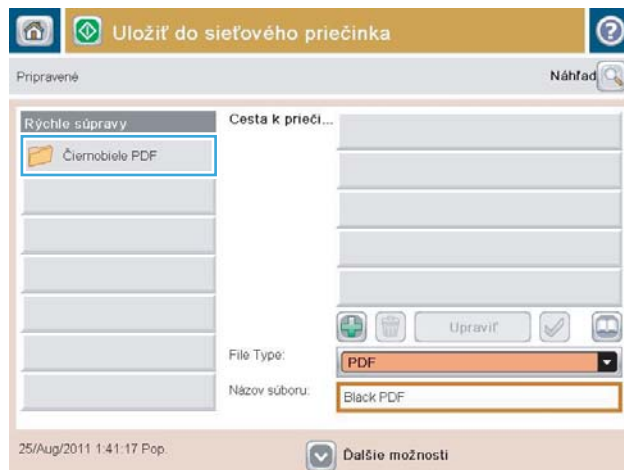 Uložiť do sieťového priečinka
Pripravené
Náhľad
Rýchle súpravy
Cesta k prieči...
Čiernobiele PDF
Upraviť
File Type:
PDF
Názov súboru:
Black PDF
25/Aug/2011 1:41:17 Pop.
Ďalšie možnosti